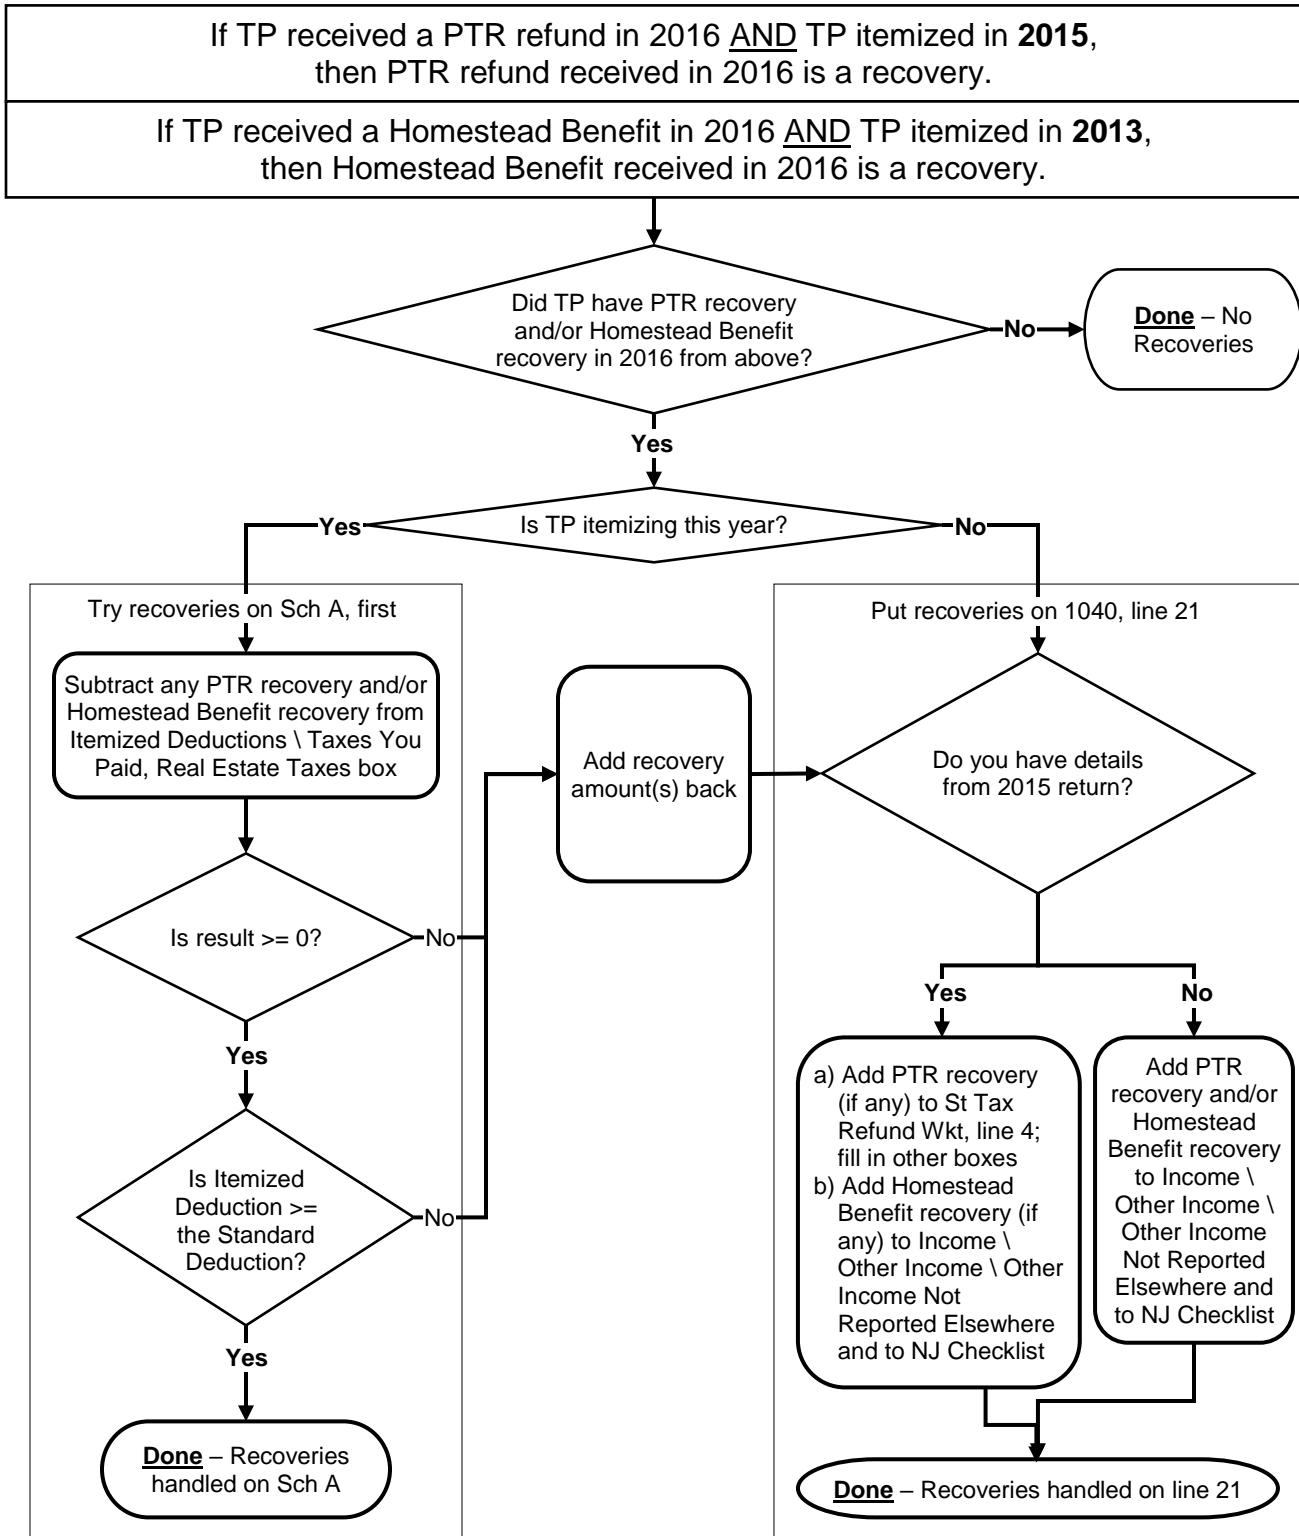 If TP received a PTR refund in 2016 AND TP itemized in 2015,
then PTR refund received in 2016 is a recovery.
If TP received a Homestead Benefit in 2016 AND TP itemized in 2013,
then Homestead Benefit received in 2016 is a recovery.
Did TP have PTR recovery
and/or Homestead Benefit
recovery in 2016 from above?
No
Done – No
Recoveries
Yes
Is TP itemizing this year?
Yes
No
Try recoveries on Sch A, first
Subtract any PTR recovery and/or
Homestead Benefit recovery from
Itemized Deductions \ Taxes You
Paid, Real Estate Taxes box
Is result >= 0?
No
Yes
Is Itemized
Deduction >=
the Standard
Deduction?
No
Yes
Done – Recoveries
handled on Sch A
Add recovery
amount(s) back
Put recoveries on 1040, line 21
Do you have details
from 2015 return?
Yes
No
a) Add PTR recovery
(if any) to St Tax
Refund Wkt, line 4;
fill in other boxes
b) Add Homestead
Benefit recovery (if
any) to Income \
Other Income \ Other
Income Not
Reported Elsewhere
and to NJ Checklist
Add PTR
recovery and/or
Homestead
Benefit recovery
to Income \
Other Income \
Other Income
Not Reported
Elsewhere and
to NJ Checklist
Done – Recoveries handled on line 21